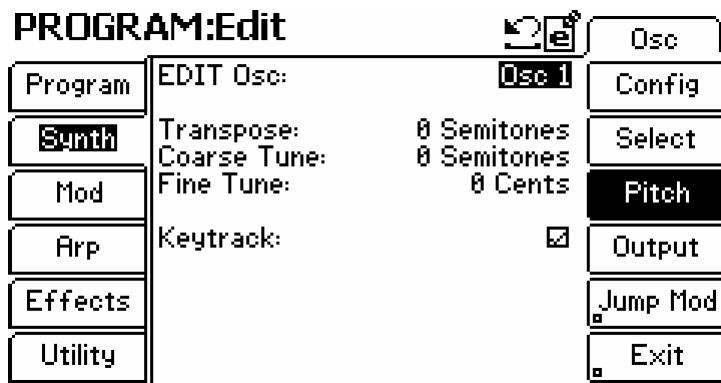 PROGRAM:Edit
Osc
Program
Synth
Mod
Arp
Effects
Utility
EDIT Osc: Osc 1
Transpose: 0 Semitones
Coarse Tune: 0 Semitones
Fine Tune: 0 Cents
Keytrack:
Config
Select
Pitch
Output
Jump Mod
Exit